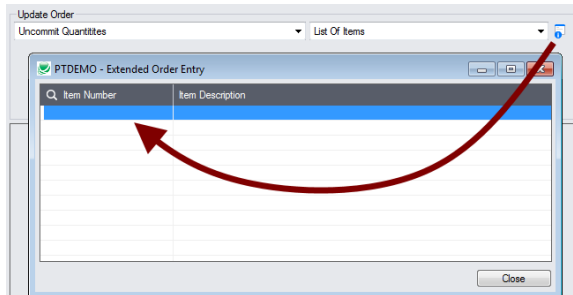 Update Order
Uncommit Quantitites List Of Items
PTDEMO - Extended Order Entry
Item Number Item Description
Close